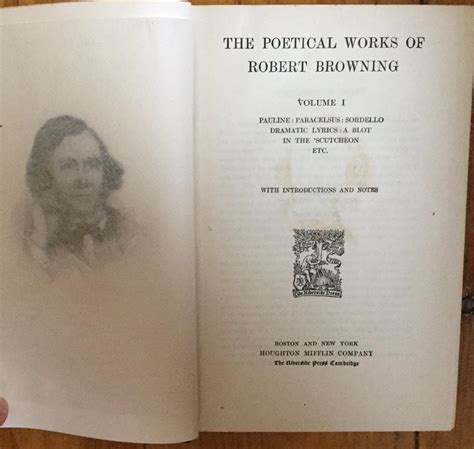 THE POETICAL WORKS OF
ROBERT BROWNING
VOLUME I
PAULINE : PARACELSUS : SORDELLO
DRAMATIC LYRICS : A BLOT
IN THE 'SCUTCHEON
ETC.
WITH INTRODUCTIONS AND NOTES
The Riverside Press
BOSTON AND NEW YORK
HOUGHTON MIFFLIN COMPANY
The Riverside Press Cambridge